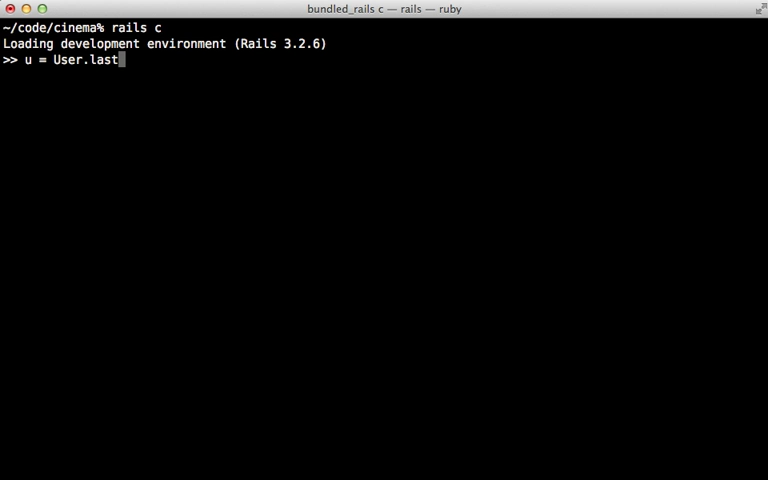 bundled_rails c — rails — ruby
~/code/cinema% rails c
Loading development environment (Rails 3.2.6)
>> u = User.last